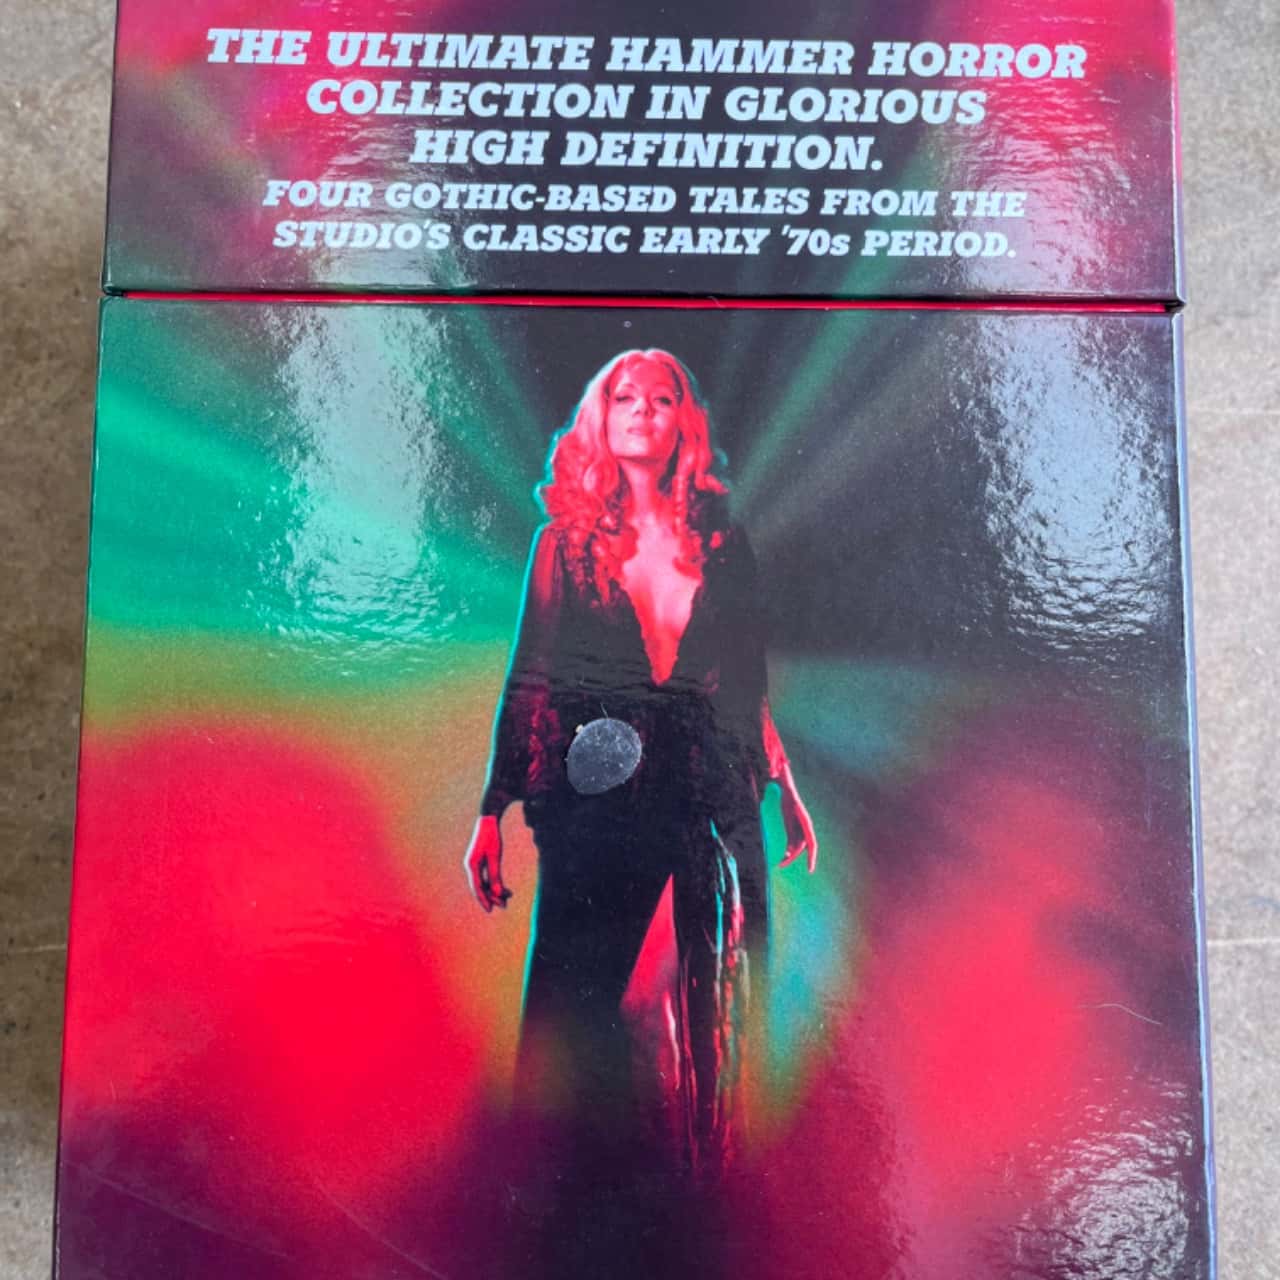 THE ULTIMATE HAMMER HORROR
COLLECTION IN GLORIOUS
HIGH DEFINITION.
FOUR GOTHIC-BASED TALES FROM THE
STUDIO'S CLASSIC EARLY '70s PERIOD.